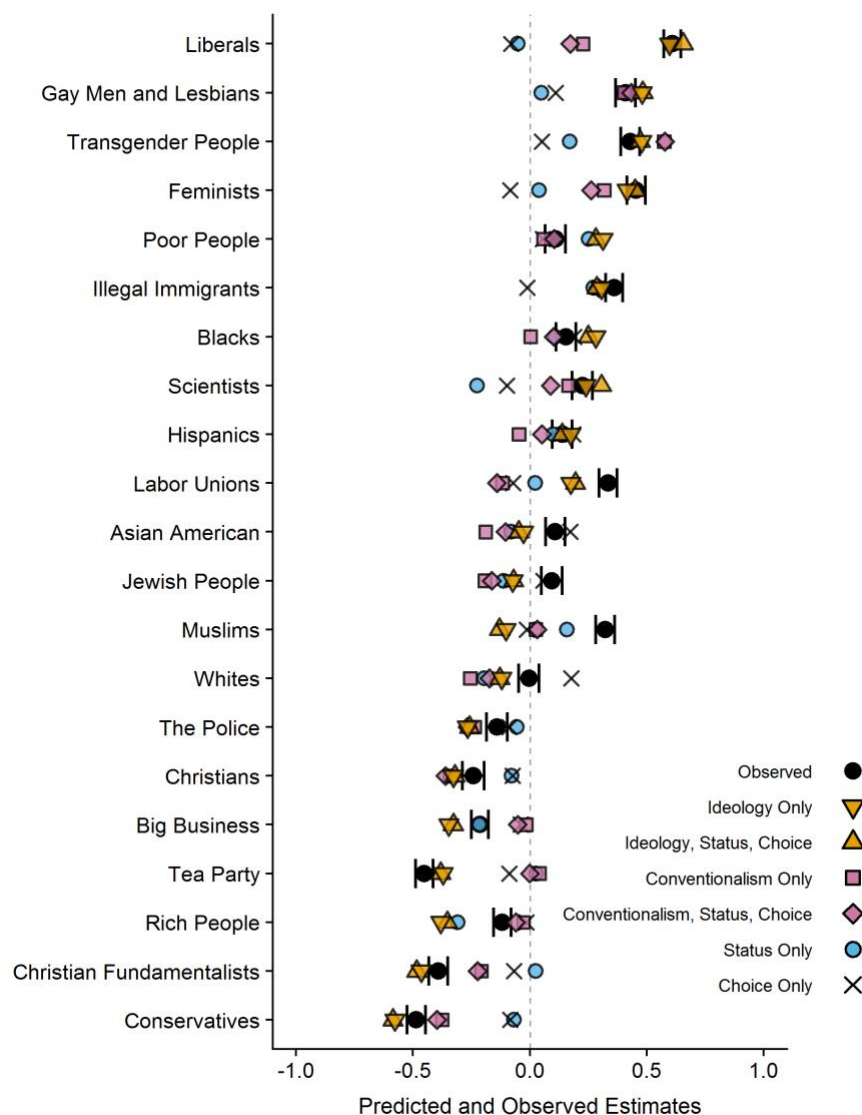 Liberals
Gay Men and Lesbians
Transgender People
Feminists
Poor People
Illegal Immigrants
Blacks
Scientists
Hispanics
Labor Unions
Asian American
Jewish People
Muslims
Whites
The Police
Christians
Big Business
Tea Party
Rich People
Christian Fundamentalists
Conservatives
Observed
Ideology Only
Ideology, Status, Choice
Conventionalism Only
Conventionalism, Status, Choice
Status Only
Choice Only
-1.0 -0.5 0.0 0.5 1.0
Predicted and Observed Estimates